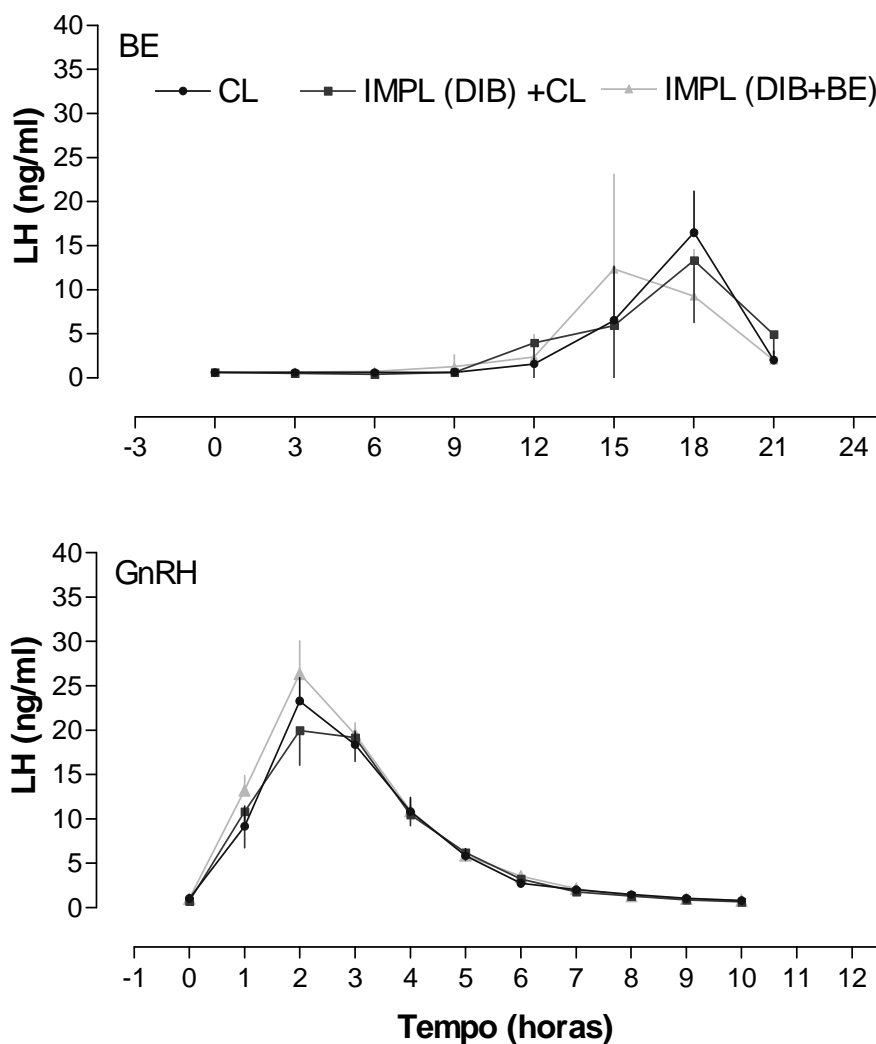 BE
CL IMPL (DIB) +CL IMPL (DIB+BE)
LH (ng/ml)
40
35
30
25
20
15
10
5
0
-3 0 3 6 9 12 15 18 21 24
GnRH
LH (ng/ml)
40
35
30
25
20
15
10
5
0
-1 0 1 2 3 4 5 6 7 8 9 10 11 12
Tempo (horas)